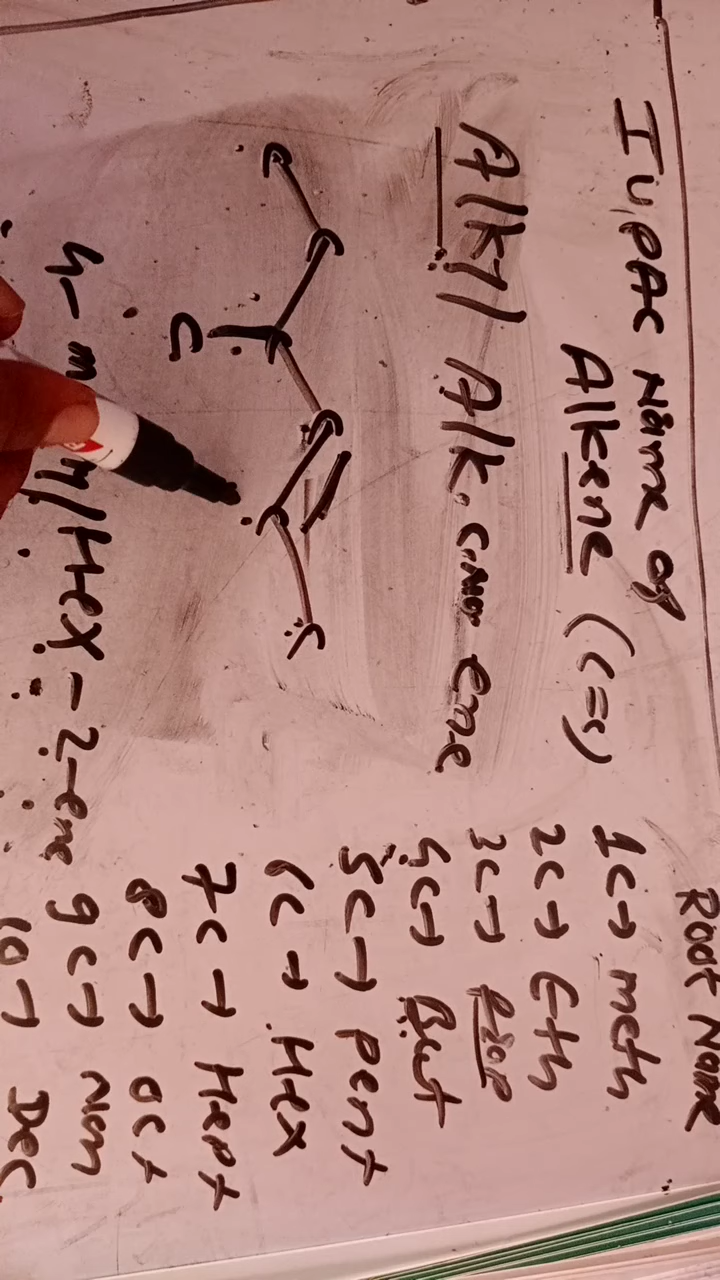 IUPAC Name of
Alkene (C=C)
Alkyl Alk. ene
C C C C C C
C
4-m yl Hex-2-ene
Root Name
1C→ meth
2C→ Eth
3C→ Prop
4C→ But
5C→ Pent
6C→ Hex
7C→ Hept
8C→ Oct
9C→ Non
10→ Dec